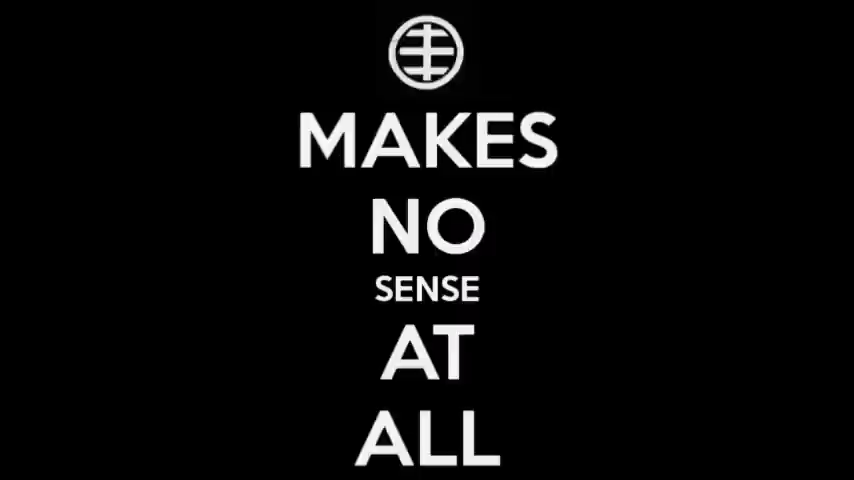 MAKES
NO
SENSE
AT
ALL